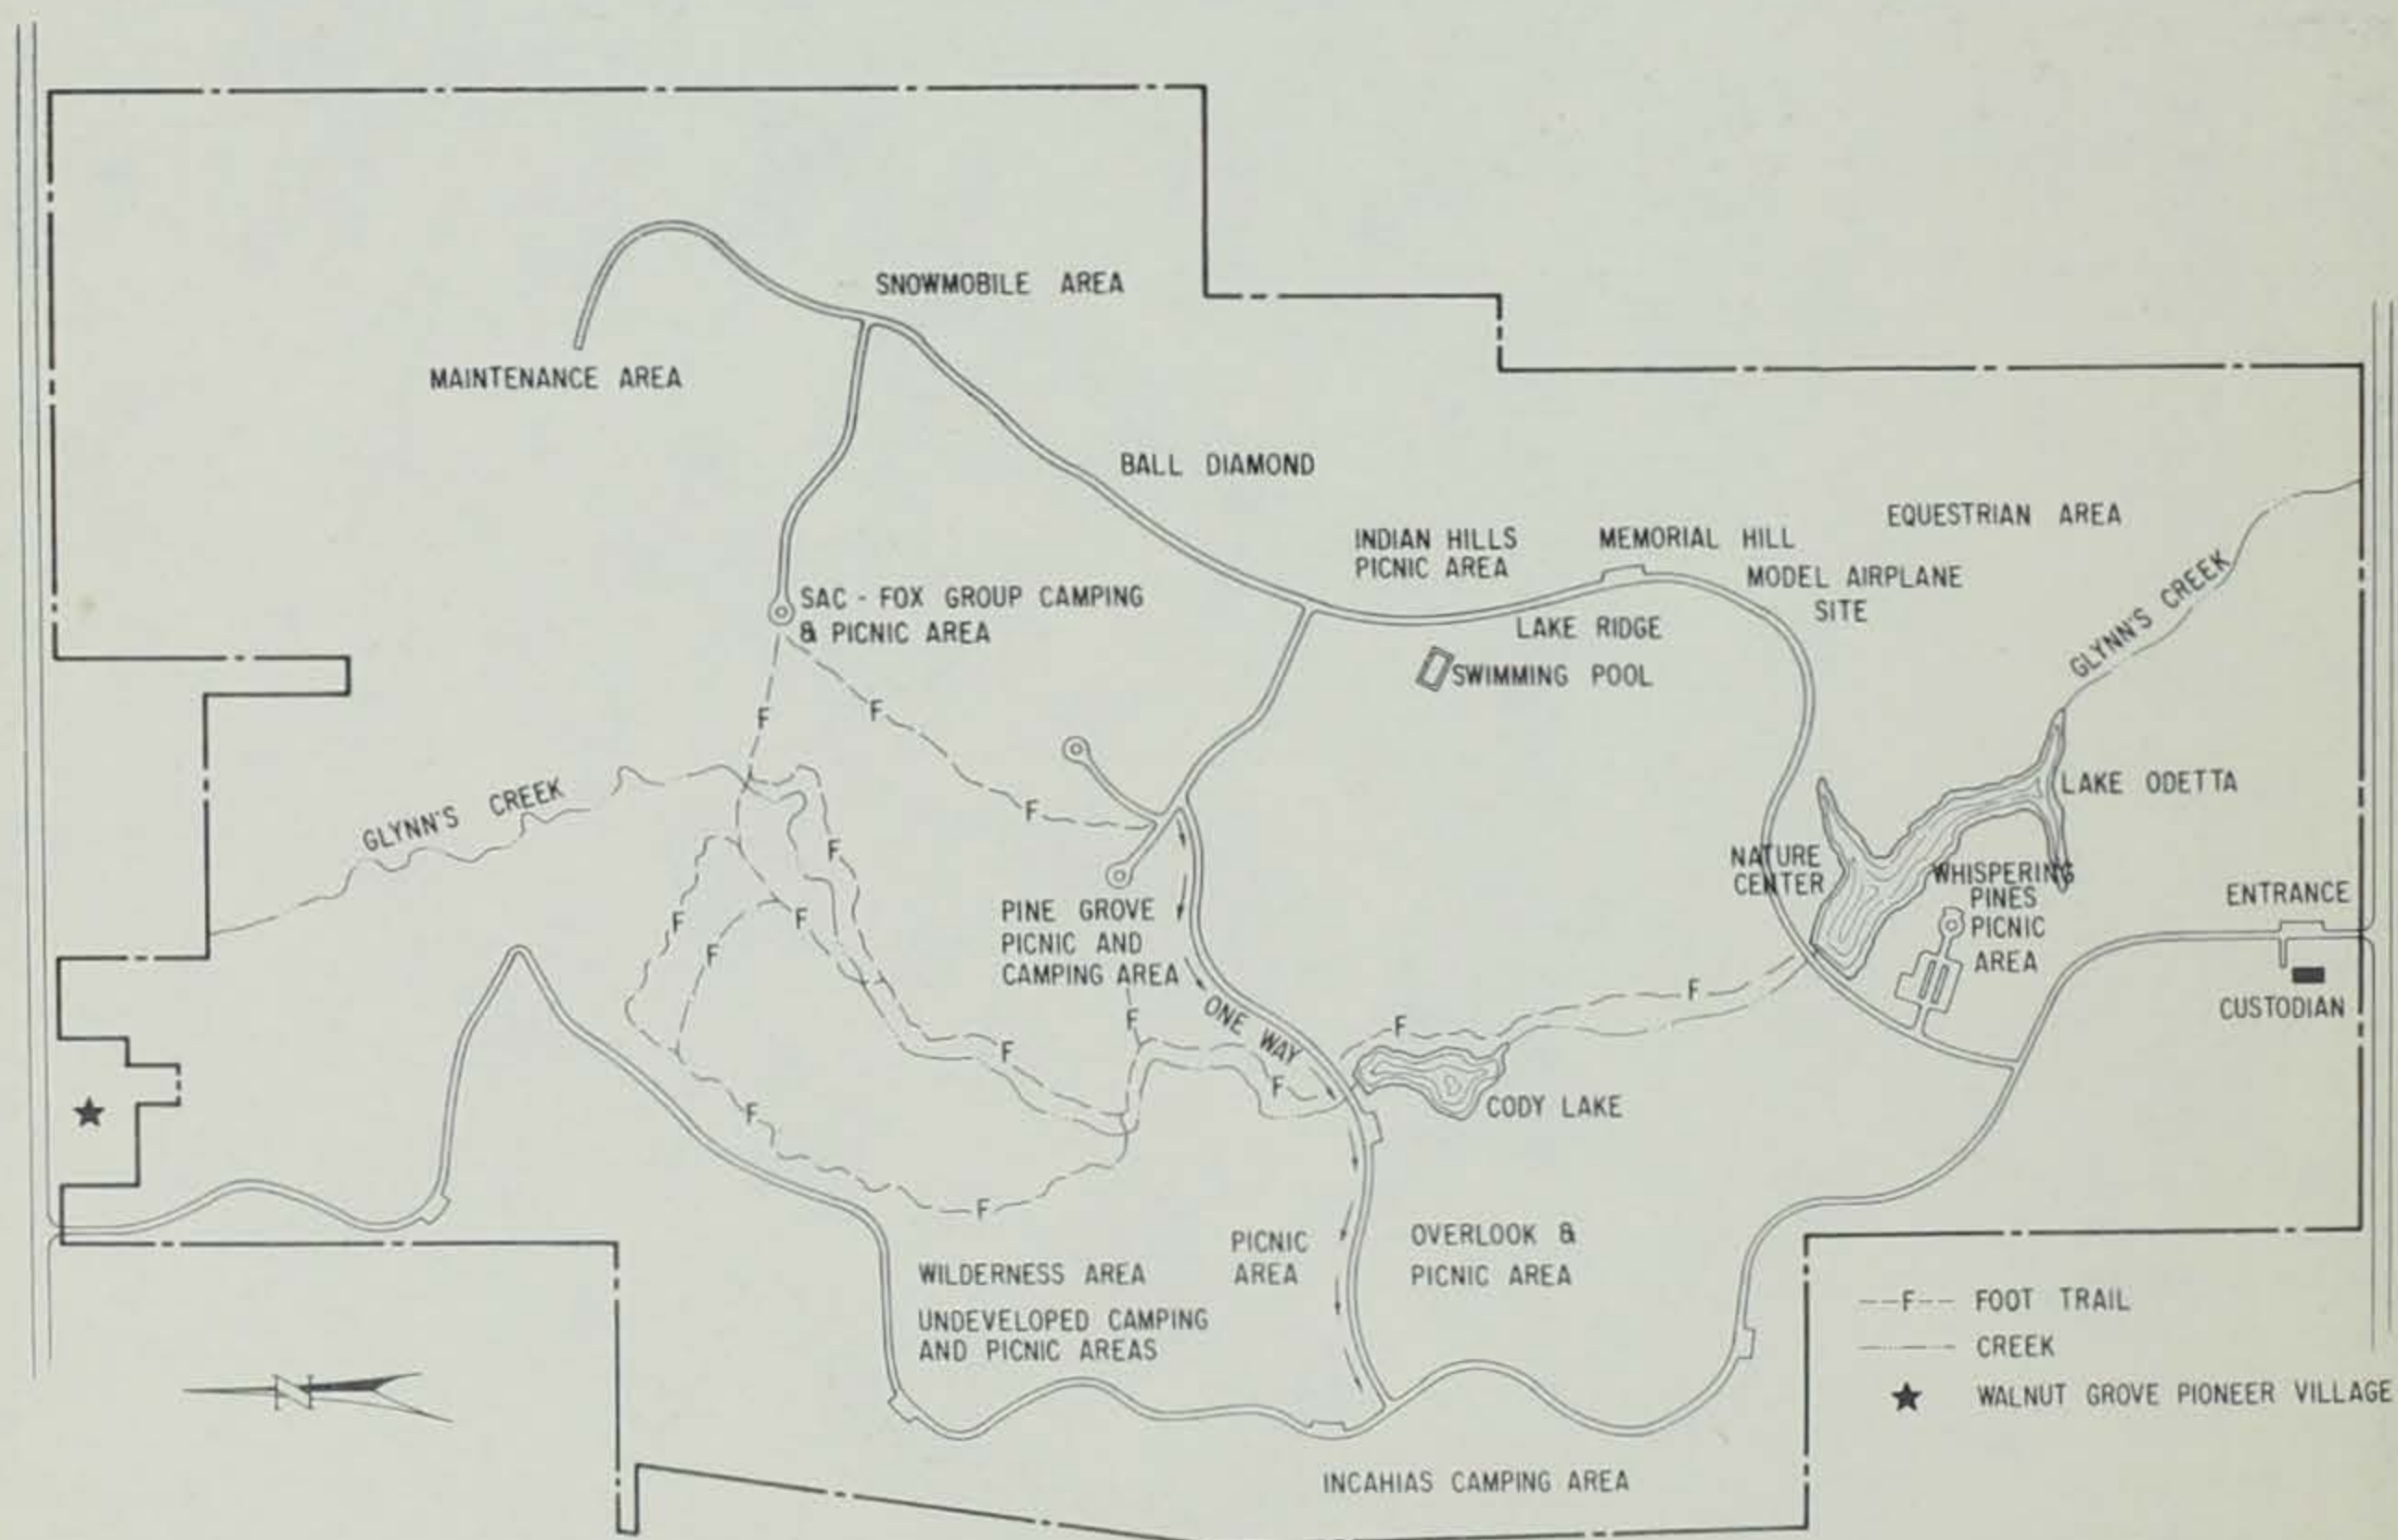 SNOWMOBILE AREA
MAINTENANCE AREA
BALL DIAMOND
EQUESTRIAN AREA
INDIAN HILLS
PICNIC AREA
MEMORIAL HILL
MODEL AIRPLANE
SITE
SAC - FOX GROUP CAMPING
& PICNIC AREA
LAKE RIDGE
SWIMMING POOL
GLYNN'S CREEK
F
F
LAKE ODETTA
GLYNN'S CREEK
F
F
NATURE
CENTER
WHISPERING
PINES
PICNIC
AREA
ENTRANCE
CUSTODIAN
PINE GROVE
PICNIC AND
CAMPING AREA
F
F
F
F
F
F
F
F
ONE WAY
F
CODY LAKE
F
F
PICNIC
AREA
OVERLOOK &
PICNIC AREA
WILDERNESS AREA
UNDEVELOPED CAMPING
AND PICNIC AREAS
--F-- FOOT TRAIL
CREEK
★ WALNUT GROVE PIONEER VILLAGE
N
INCAHIAS CAMPING AREA